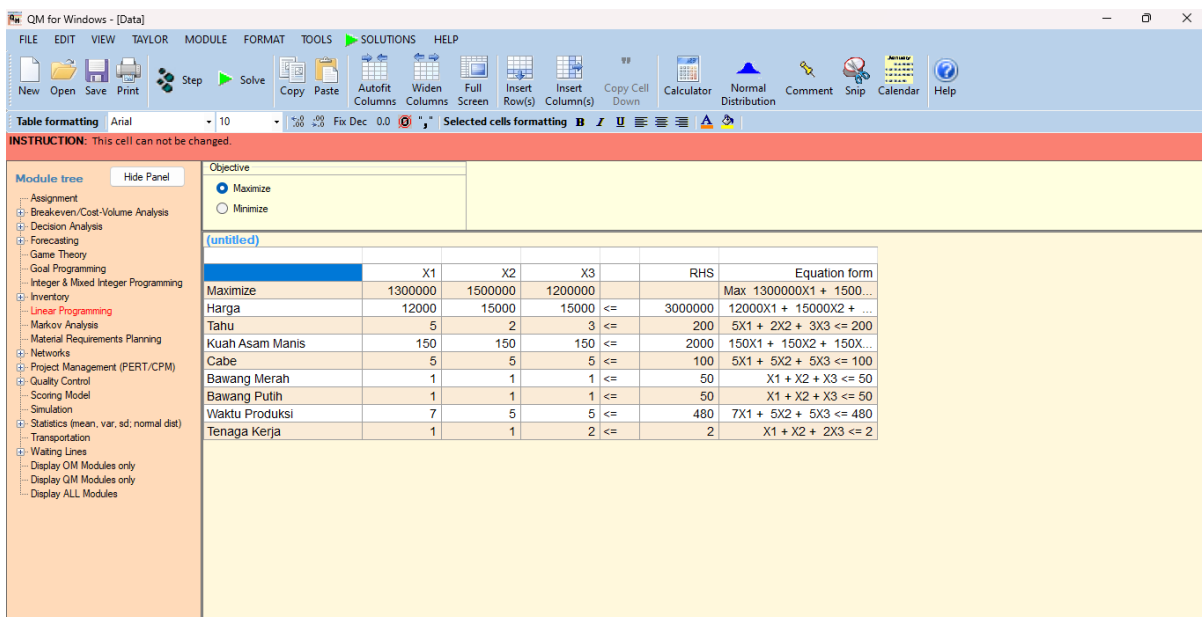 QM for Windows - [Data]
FILE EDIT VIEW TAYLOR MODULE FORMAT TOOLS SOLUTIONS HELP
New Open Save Print Step Solve Copy Paste Autofit Columns Widen Columns Full Screen Insert Row(s) Insert Column(s) Copy Cell Down Calculator Normal Distribution Comment Snip Calendar Help
Table formatting Arial 10 Fix Dec 0.0 "," Selected cells formatting B I U A
INSTRUCTION: This cell can not be changed.
Module tree Hide Panel
Assignment
Breakeven/Cost-Volume Analysis
Decision Analysis
Forecasting
Game Theory
Goal Programming
Integer & Mixed Integer Programming
Inventory
Linear Programming
Markov Analysis
Material Requirements Planning
Networks
Project Management (PERT/CPM)
Quality Control
Scoring Model
Simulation
Statistics (mean, var, sd; normal dist)
Transportation
Waiting Lines
Display OM Modules only
Display QM Modules only
Display ALL Modules
Objective
Maximize
Minimize
(untitled)
X1 X2 X3 RHS Equation form
Maximize 1300000 1500000 1200000 Max 1300000X1 + 1500...
Harga 12000 15000 15000 <= 3000000 12000X1 + 15000X2 + ...
Tahu 5 2 3 <= 200 5X1 + 2X2 + 3X3 <= 200
Kuah Asam Manis 150 150 150 <= 2000 150X1 + 150X2 + 150X...
Cabe 5 5 5 <= 100 5X1 + 5X2 + 5X3 <= 100
Bawang Merah 1 1 1 <= 50 X1 + X2 + X3 <= 50
Bawang Putih 1 1 1 <= 50 X1 + X2 + X3 <= 50
Waktu Produksi 7 5 5 <= 480 7X1 + 5X2 + 5X3 <= 480
Tenaga Kerja 1 1 2 <= 2 X1 + X2 + 2X3 <= 2